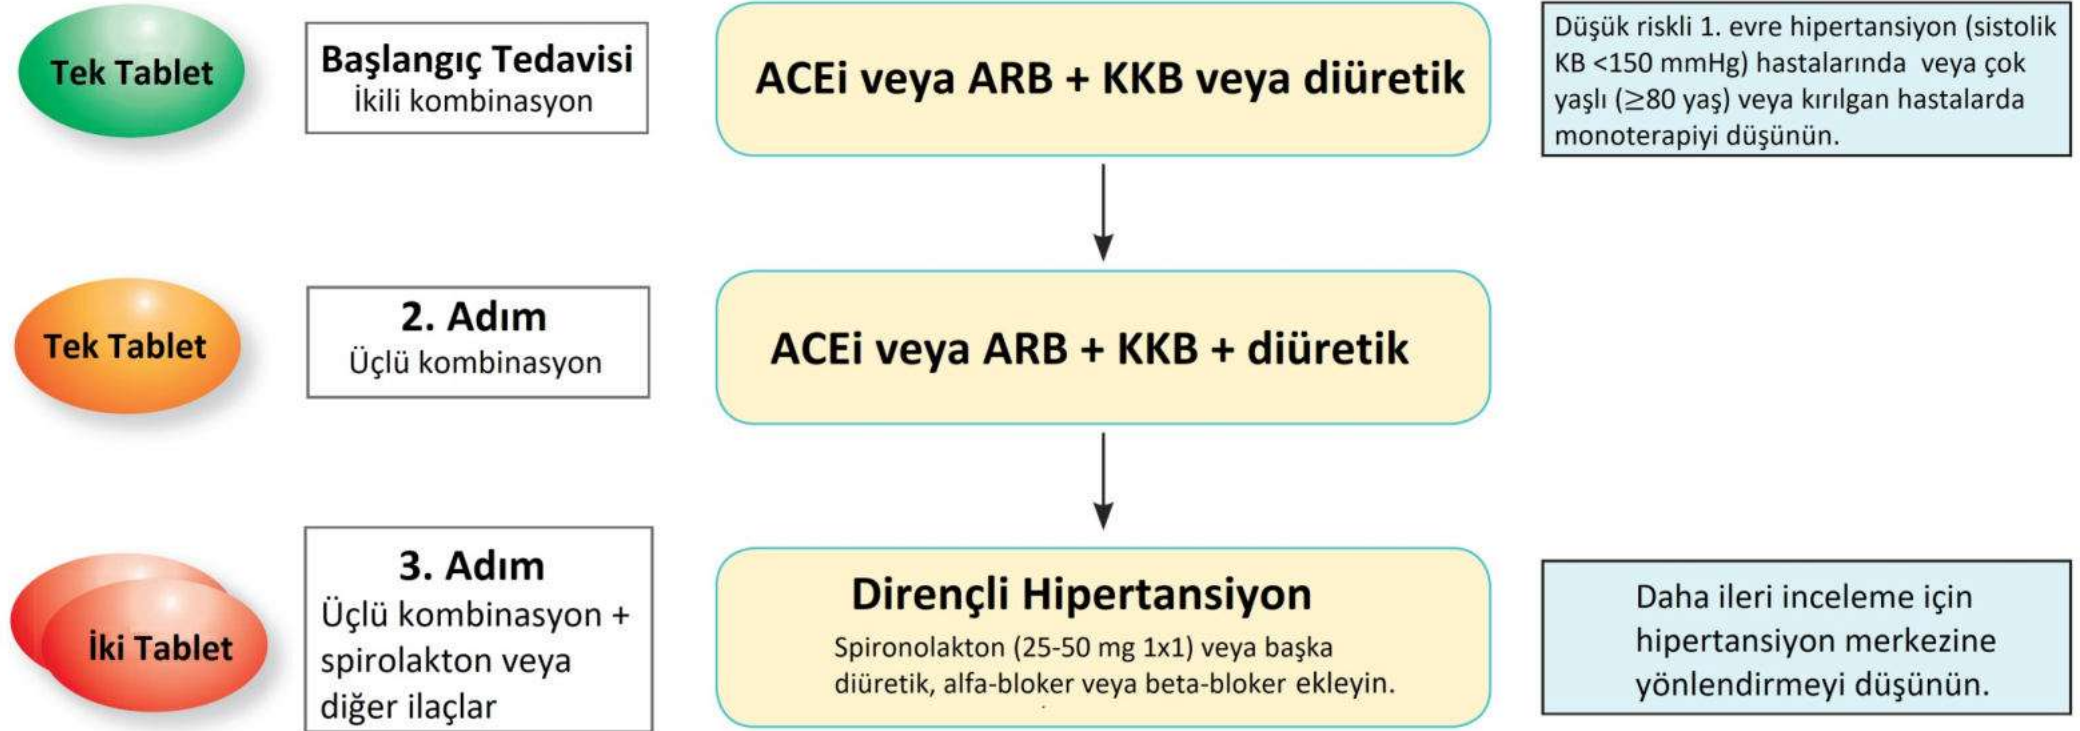 Tek Tablet
Başlangıç Tedavisi
İkili kombinasyon
ACEi veya ARB + KKB veya diüretik
Düşük riskli 1. evre hipertansiyon (sistolik
KB <150 mmHg) hastalarında veya çok
yaşlı (≥80 yaş) veya kırılgan hastalarda
monoterapiyi düşünün.
Tek Tablet
2. Adım
Üçlü kombinasyon
ACEi veya ARB + KKB + diüretik
İki Tablet
3. Adım
Üçlü kombinasyon +
spirolakton veya
diğer ilaçlar
Dirençli Hipertansiyon
Spironolakton (25-50 mg 1x1) veya başka
diüretik, alfa-bloker veya beta-bloker ekleyin.
Daha ileri inceleme için
hipertansiyon merkezine
yönlendirmeyi düşünün.